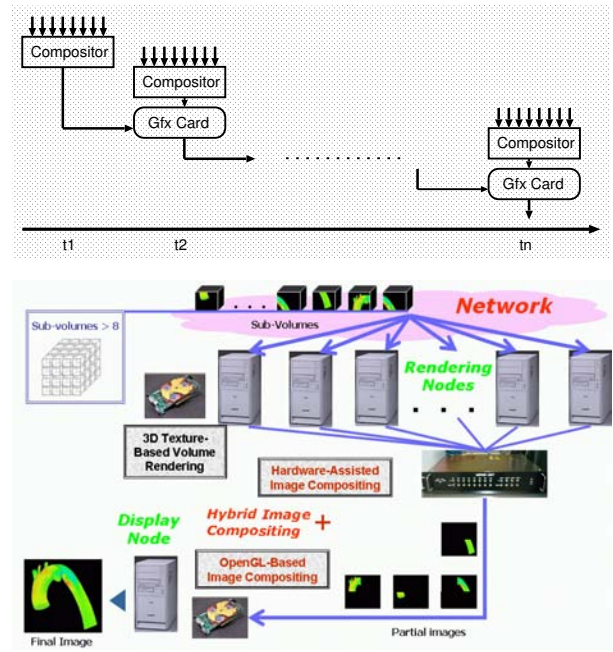 Compositor
Compositor
Gfx Card
Compositor
Gfx Card
t1
t2
tn
Network
Sub-volumes > 8
Sub-Volumes
Rendering
Nodes
3D Texture-
Based Volume
Rendering
Hardware-Assisted
Image Compositing
Hybrid Image
Compositing
+
Display
Node
OpenGL-Based
Image Compositing
Final Image
Partial images